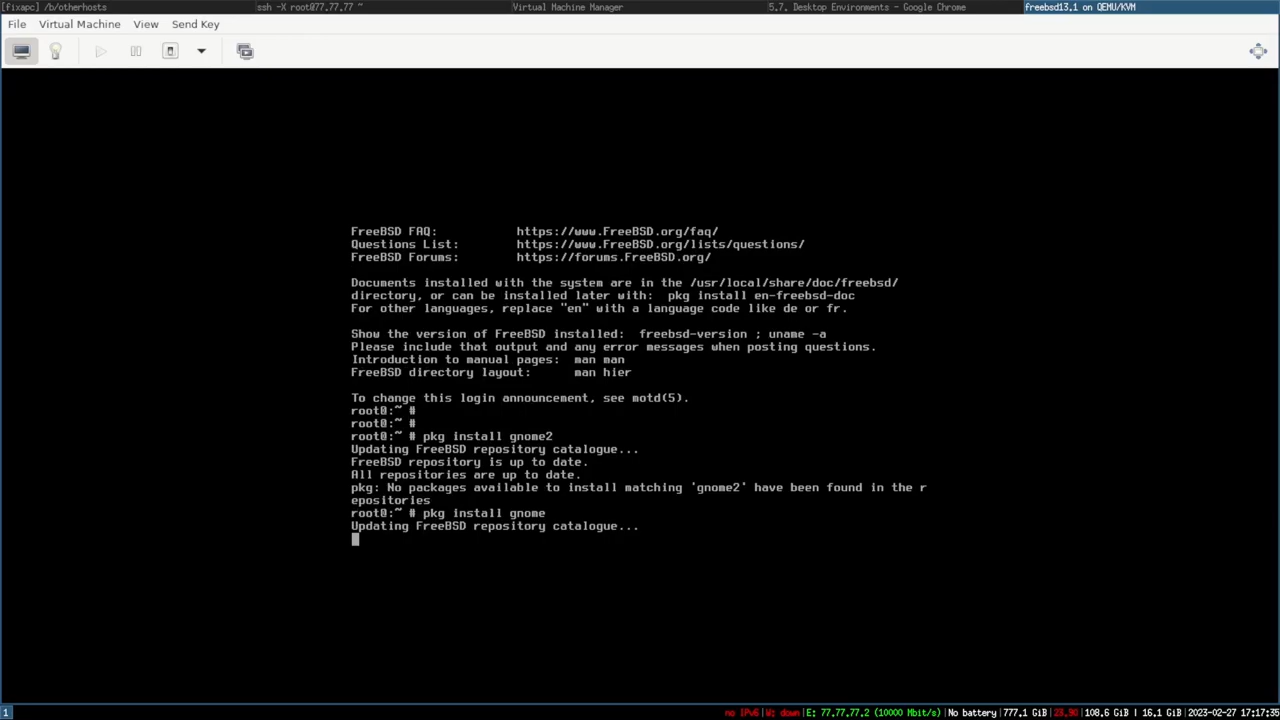 [fixapc] /b/otherhosts ssh -X root@77.77.77 ~ Virtual Machine Manager 5.7. Desktop Environments - Google Chrome freebsd13.1 on QEMU/KVM
File Virtual Machine View Send Key
FreeBSD FAQ: https://www.FreeBSD.org/faq/
Questions List: https://www.FreeBSD.org/lists/questions/
FreeBSD Forums: https://forums.FreeBSD.org/
Documents installed with the system are in the /usr/local/share/doc/freebsd/
directory, or can be installed later with: pkg install en-freebsd-doc
For other languages, replace "en" with a language code like de or fr.
Show the version of FreeBSD installed: freebsd-version ; uname -a
Please include that output and any error messages when posting questions.
Introduction to manual pages: man man
FreeBSD directory layout: man hier
To change this login announcement, see motd(5).
root@:~ #
root@:~ #
root@:~ # pkg install gnome2
Updating FreeBSD repository catalogue...
FreeBSD repository is up to date.
All repositories are up to date.
pkg: No packages available to install matching 'gnome2' have been found in the r
epositories
root@:~ # pkg install gnome
Updating FreeBSD repository catalogue...
1 no IPv6|W: down|E: 77.77.77.2 (10000 Mbit/s)|No battery|777.1 GiB|23.90|108.6 GiB | 16.1 GiB|2023-02-27 17:17:35